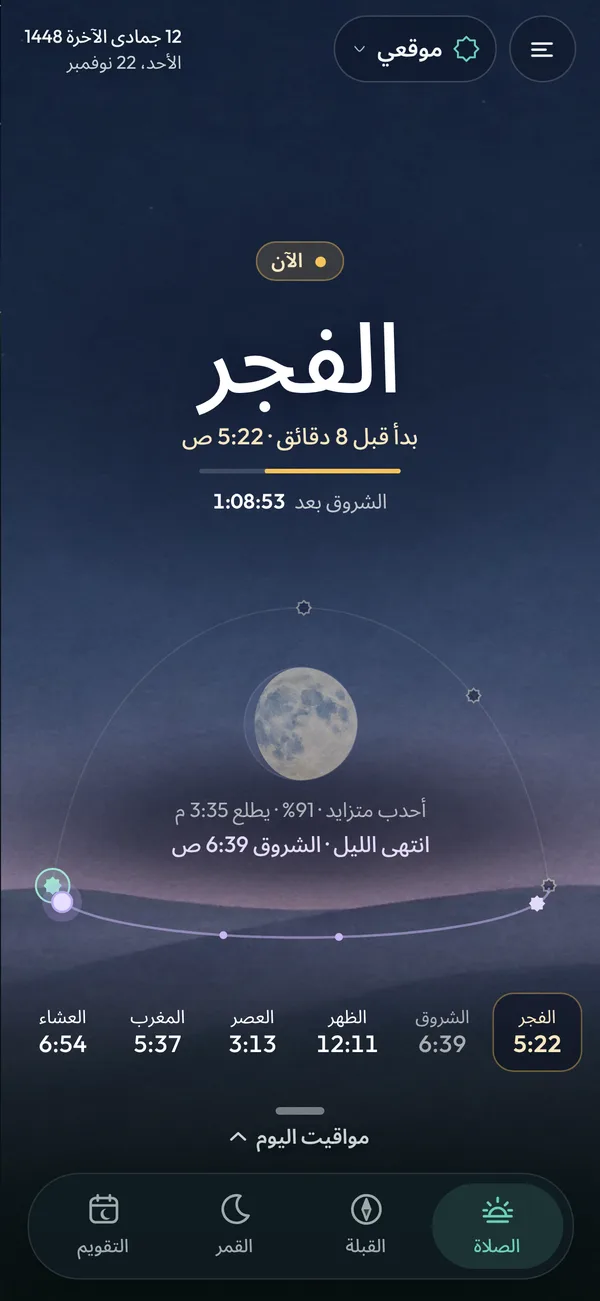 موقعي
12 جمادى الآخرة 1448
الأحد، 22 نوفمبر
الآن
الفجر
بدأ قبل 8 دقائق · 5:22 ص
الشروق بعد 1:08:53
أحدب متزايد · 91% · يطلع 3:35 م
انتهى الليل · الشروق 6:39 ص
الفجر الشروق الظهر العصر المغرب العشاء
5:22 6:39 12:11 3:13 5:37 6:54
مواقيت اليوم
الصلاة القبلة القمر التقويم